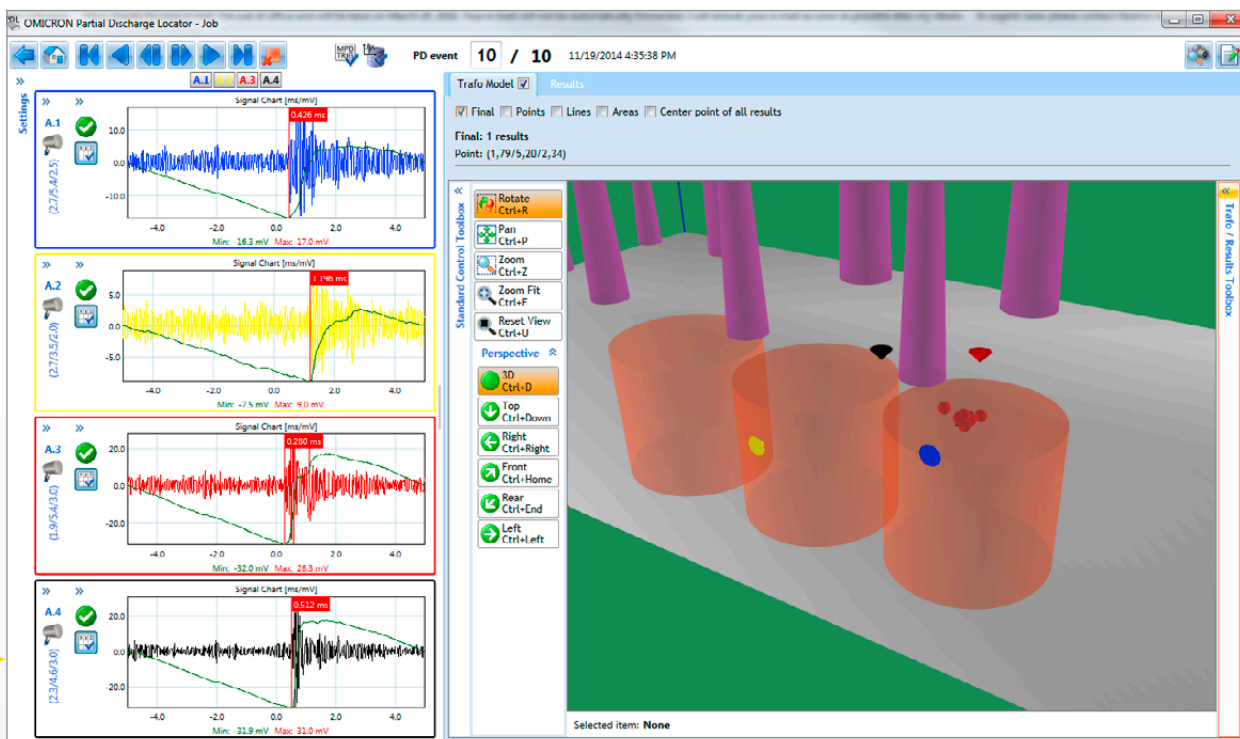 OMICRON Partial Discharge Locator - Job
PD event 10 / 10 11/19/2014 4:35:38 PM
A.1 A.3 A.4
Settings
Signal Chart [ms/mV]
0.426 ms
A.1
(2.7/5.4/2.5)
10.0
0.0
-10.0
-4.0 -2.0 0.0 2.0 4.0
Min: -16.3 mV Max: 17.0 mV
Signal Chart [ms/mV]
1.196 ms
A.2
(2.7/3.5/2.0)
5.0
0.0
-5.0
-4.0 -2.0 0.0 2.0 4.0
Min: -7.5 mV Max: 9.0 mV
Signal Chart [ms/mV]
0.280 ms
A.3
(1.9/5.4/3.0)
20.0
0.0
-20.0
-4.0 -2.0 0.0 2.0 4.0
Min: -32.0 mV Max: 28.3 mV
Signal Chart [ms/mV]
0.512 ms
A.4
(2.3/4.6/3.0)
20.0
0.0
-20.0
-4.0 -2.0 0.0 2.0 4.0
Min: -31.9 mV Max: 31.0 mV
Trafo Model Results
Final Points Lines Areas Center point of all results
Final: 1 results
Point: (1,79/5,20/2,34)
Standard Control Toolbox
Rotate
Ctrl+R
Pan
Ctrl+P
Zoom
Ctrl+Z
Zoom Fit
Ctrl+F
Reset View
Ctrl+U
Perspective
3D
Ctrl+D
Top
Ctrl+Down
Right
Ctrl+Right
Front
Ctrl+Home
Rear
Ctrl+End
Left
Ctrl+Left
Trafo / Results Toolbox
Selected item: None